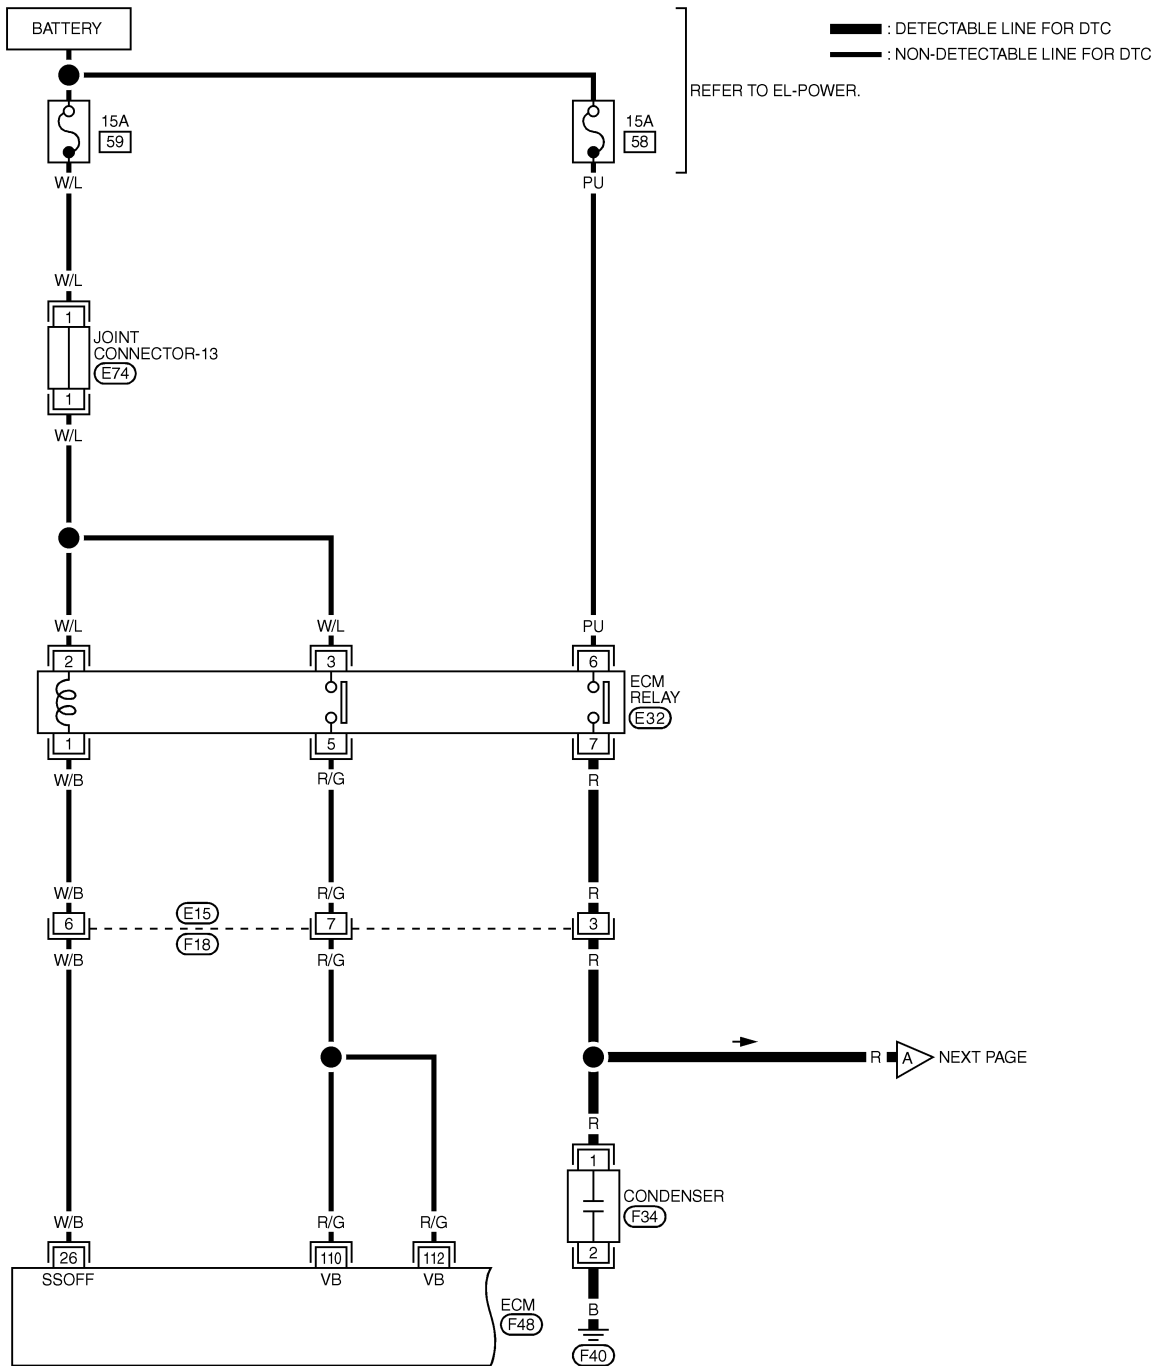 BATTERY
: DETECTABLE LINE FOR DTC
: NON-DETECTABLE LINE FOR DTC
REFER TO EL-POWER.
15A
59
15A
58
W/L
PU
W/L
1
JOINT
CONNECTOR-13
E74
1
W/L
W/L
W/L
PU
2
3
6
ECM
RELAY
E32
1
5
7
W/B
R/G
R
W/B
R/G
R
6
E15
F18
7
3
W/B
R/G
R
R
A
NEXT PAGE
R
1
CONDENSER
F34
2
W/B
R/G
R/G
26
110
112
SSOFF
VB
VB
ECM
F48
B
F40